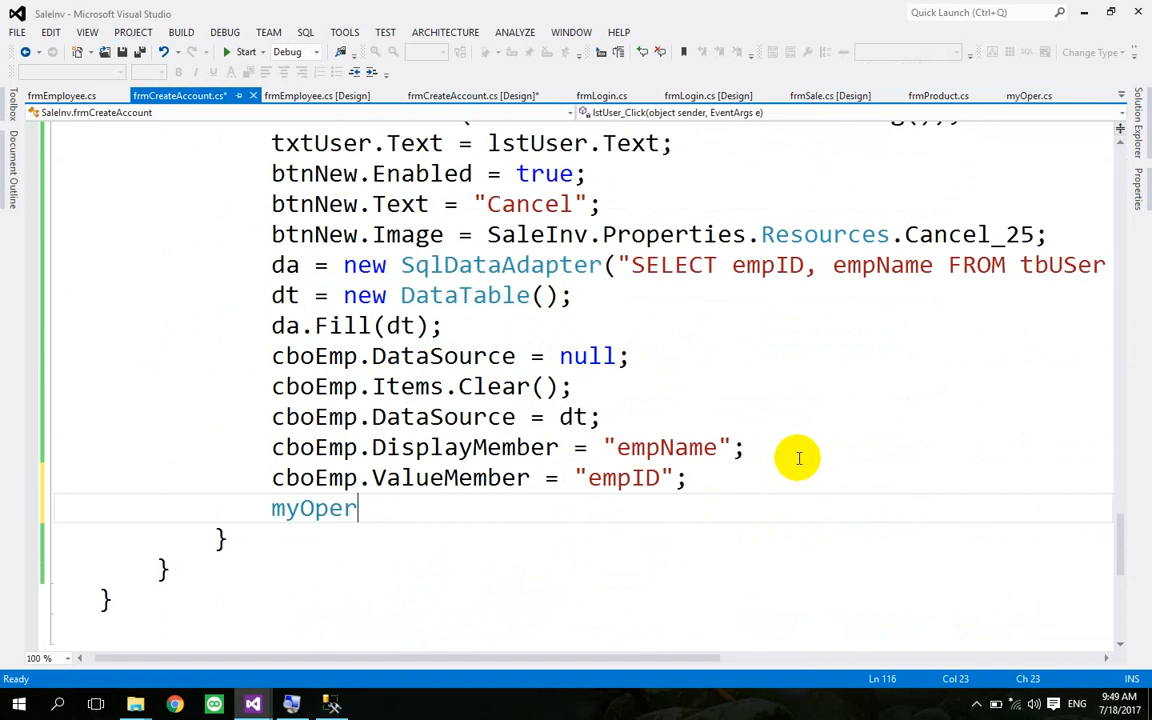 SaleInv - Microsoft Visual Studio
Quick Launch (Ctrl+Q)
FILE EDIT VIEW PROJECT BUILD DEBUG TEAM SQL TOOLS TEST ARCHITECTURE ANALYZE WINDOW HELP
Start Debug Change Type
B I U A
frmEmployee.cs frmCreateAccount.cs* frmEmployee.cs [Design] frmCreateAccount.cs [Design]* frmLogin.cs frmLogin.cs [Design] frmSale.cs [Design] frmProduct.cs myOper.cs
SaleInv.frmCreateAccount lstUser_Click(object sender, EventArgs e)
Toolbox
Document Outline
Solution Explorer
Properties
txtUser.Text = lstUser.Text;
btnNew.Enabled = true;
btnNew.Text = "Cancel";
btnNew.Image = SaleInv.Properties.Resources.Cancel_25;
da = new SqlDataAdapter("SELECT empID, empName FROM tbUSer
dt = new DataTable();
da.Fill(dt);
cboEmp.DataSource = null;
cboEmp.Items.Clear();
cboEmp.DataSource = dt;
cboEmp.DisplayMember = "empName";
cboEmp.ValueMember = "empID";
myOper
}
}
}
100 %
Ready Ln 116 Col 23 Ch 23 INS
ENG
9:49 AM
7/18/2017